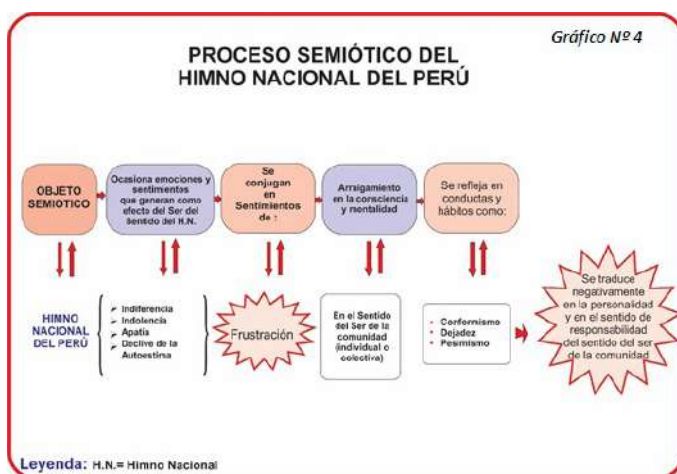 Gráfico Nº 4
PROCESO SEMIÓTICO DEL
HIMNO NACIONAL DEL PERÚ
OBJETO
SEMIOTICO
Ocasiona emociones y
sentimientos
que generan como
efecto del Ser del
Sentido del H.N.
Se
conjugan
en
Sentimientos
de :
Arraigamiento
en la consciencia
y mentalidad
Se refleja en
conductas y
hábitos como:
HIMNO
NACIONAL
DEL PERÚ
Indiferencia
Indolencia
Apatía
Declive de la
Autoestima
Frustración
En el Sentido
del Ser de la
comunidad
(individual o
colectiva)
Conformismo
Dejadez
Pesimismo
Se traduce
negativamente
en la personalidad
y en el sentido de
responsabilidad
del sentido del ser
de la comunidad
Leyenda: H.N.= Himno Nacional